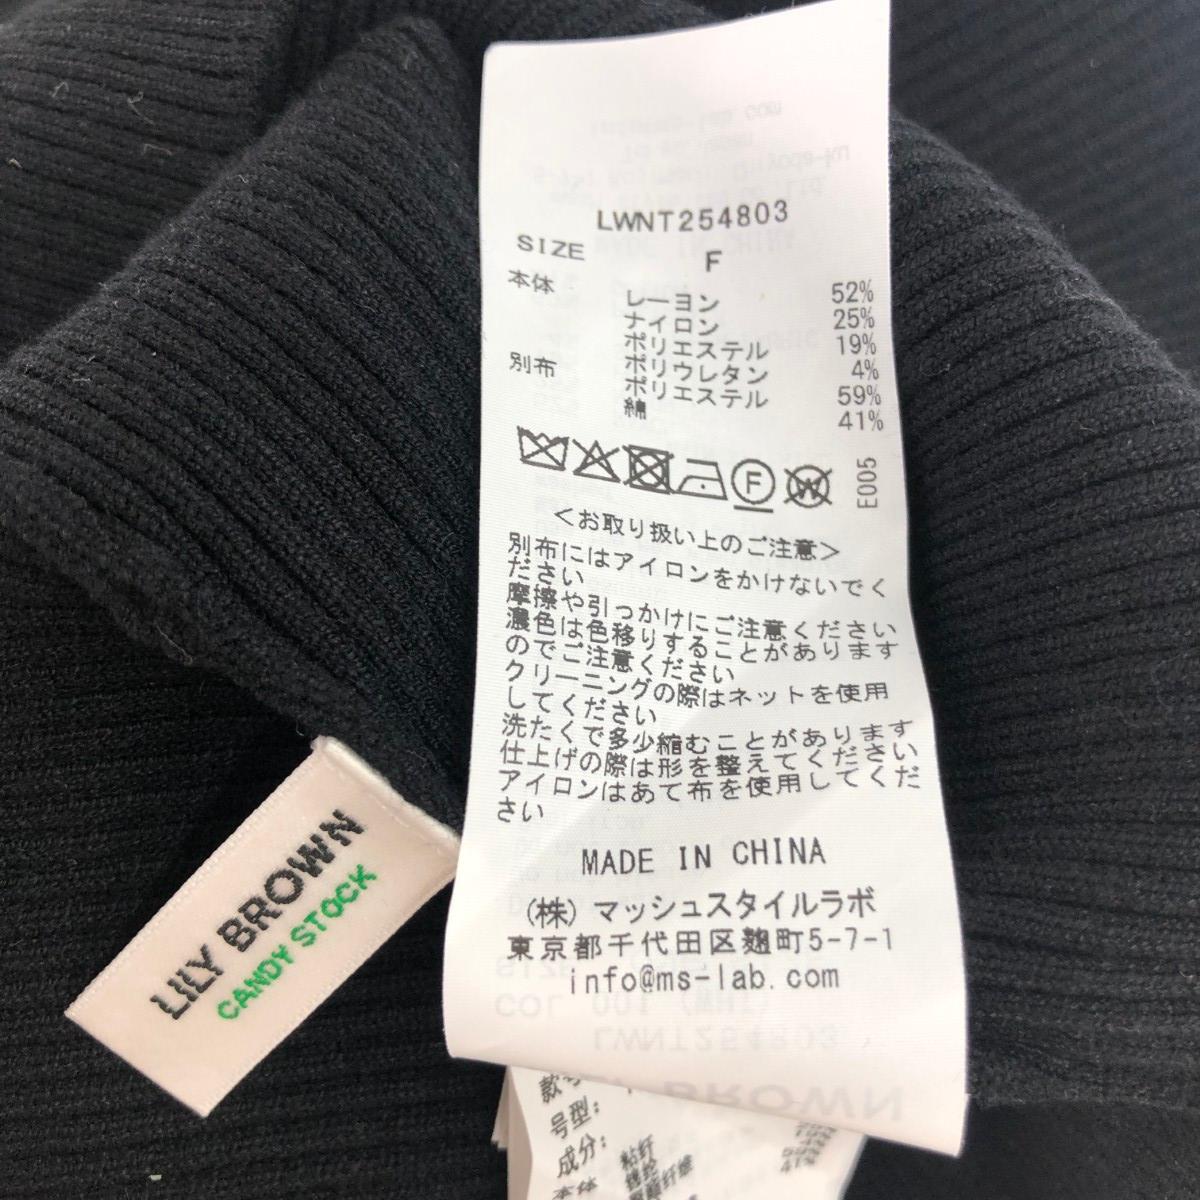 LWNT254803
SIZE F
本体 レーヨン 52%
ナイロン 25%
ポリエステル 19%
ポリウレタン 4%
別布 ポリエステル 59%
綿 41%
W F W E005
<お取り扱い上のご注意>
別布にはアイロンをかけないでく
ださい
摩擦や引っかけにご注意ください
濃色は色移りすることがあります
のでご注意ください
クリーニングの際はネットを使用
してください
洗たくで多少縮むことがあります
仕上げの際は形を整えてください
アイロンはあて布を使用してくだ
さい
MADE IN CHINA
(株)マッシュスタイルラボ
東京都千代田区麹町5-7-1
info@ms-lab.com
LILY BROWN
CANDY STOCK
号型:
成分:
粘纤
19%
4%
59%
41%